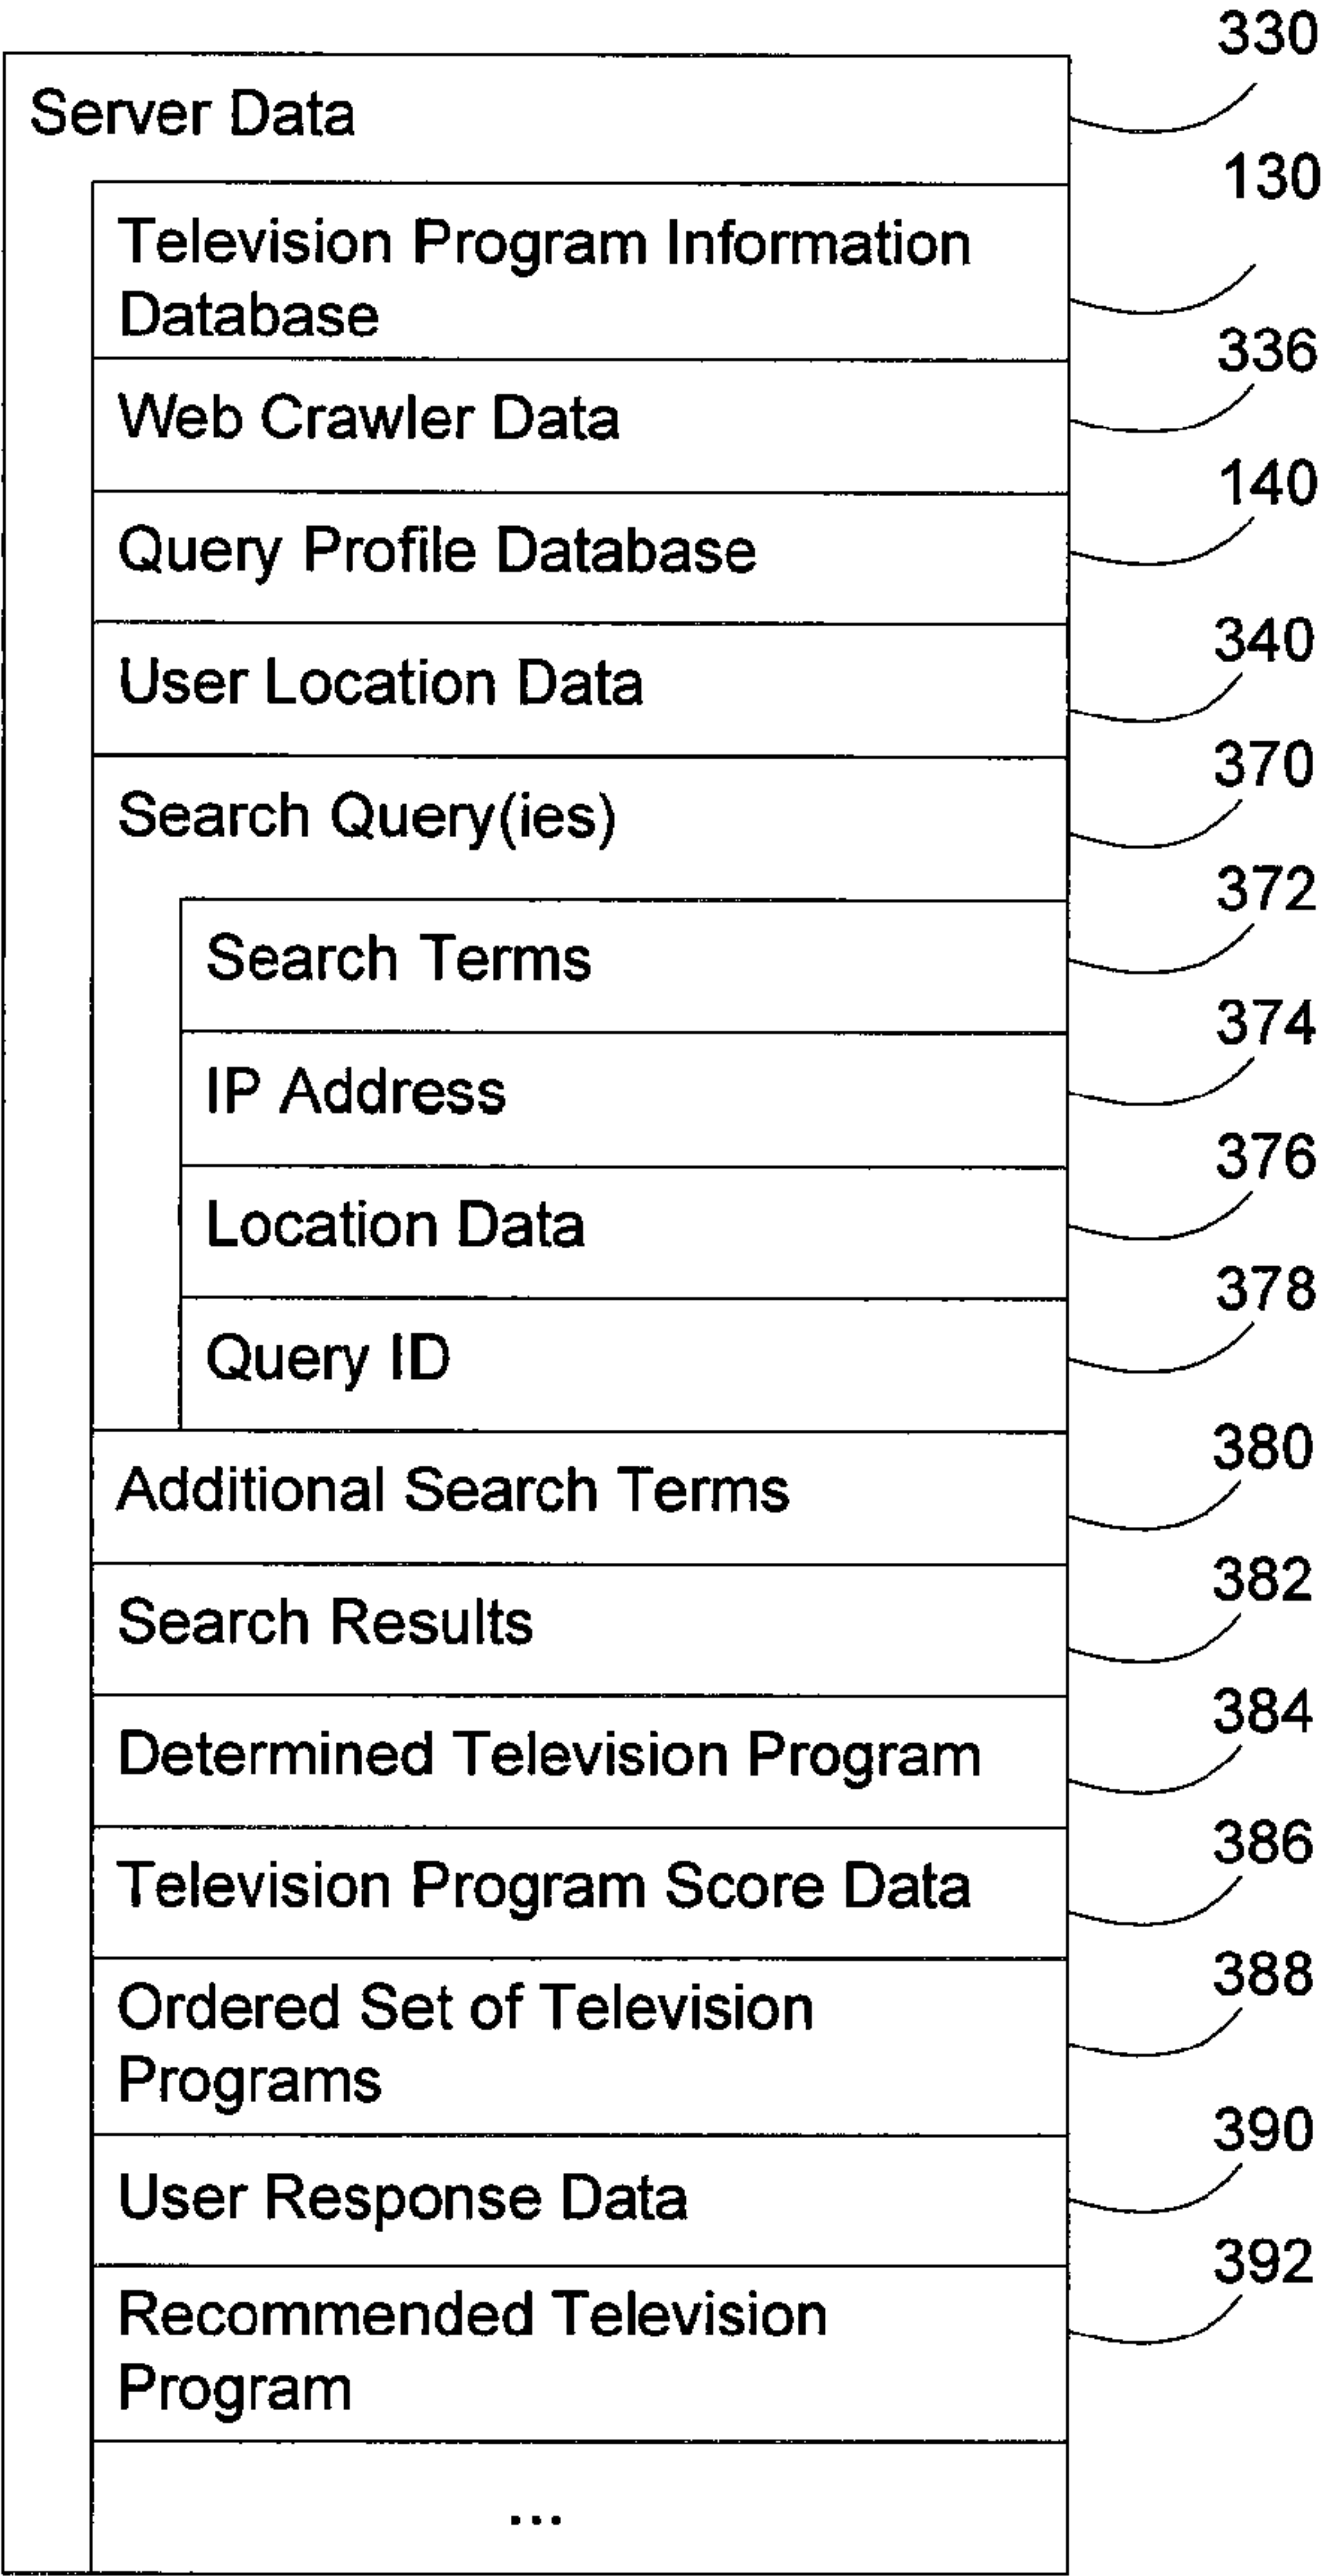 330
Server Data
130
Television Program Information
Database
336
Web Crawler Data
140
Query Profile Database
340
User Location Data
370
Search Query(ies)
372
Search Terms
374
IP Address
376
Location Data
378
Query ID
380
Additional Search Terms
382
Search Results
384
Determined Television Program
386
Television Program Score Data
388
Ordered Set of Television
Programs
390
User Response Data
392
Recommended Television
Program
...